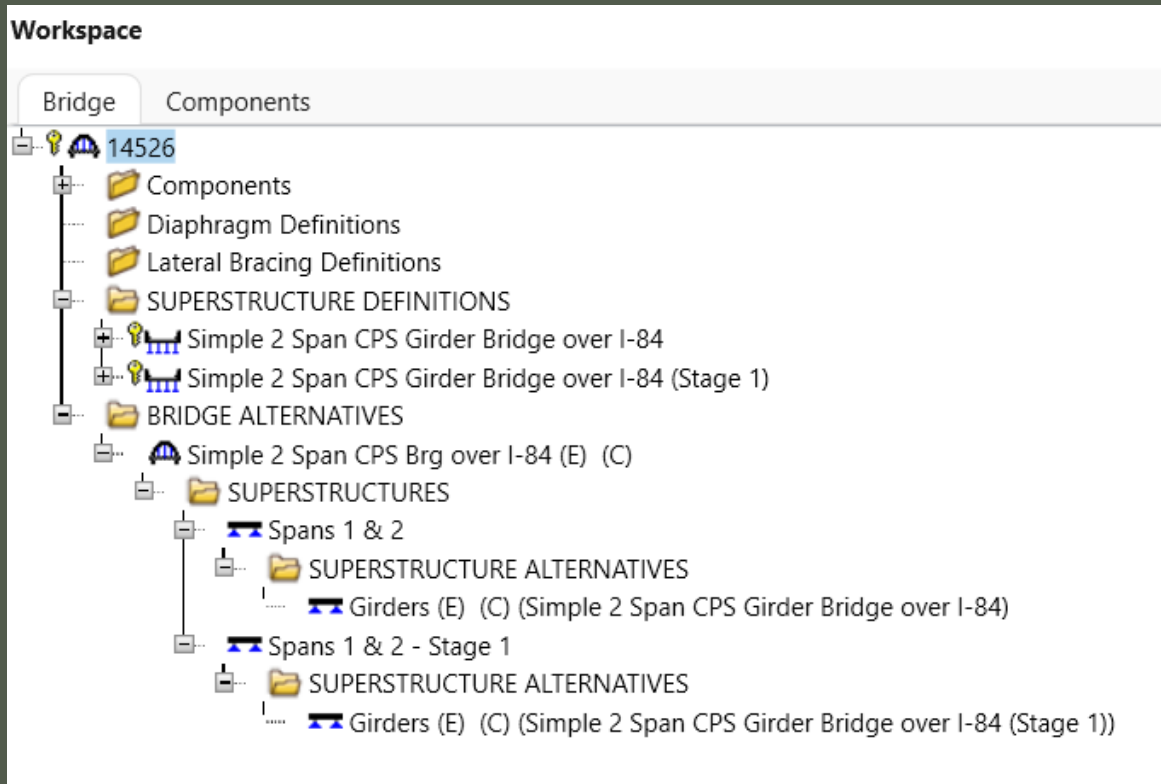 Workspace
Bridge Components
14526
Components
Diaphragm Definitions
Lateral Bracing Definitions
SUPERSTRUCTURE DEFINITIONS
Simple 2 Span CPS Girder Bridge over I-84
Simple 2 Span CPS Girder Bridge over I-84 (Stage 1)
BRIDGE ALTERNATIVES
Simple 2 Span CPS Brg over I-84 (E) (C)
SUPERSTRUCTURES
Spans 1 & 2
SUPERSTRUCTURE ALTERNATIVES
Girders (E) (C) (Simple 2 Span CPS Girder Bridge over I-84)
Spans 1 & 2 - Stage 1
SUPERSTRUCTURE ALTERNATIVES
Girders (E) (C) (Simple 2 Span CPS Girder Bridge over I-84 (Stage 1))